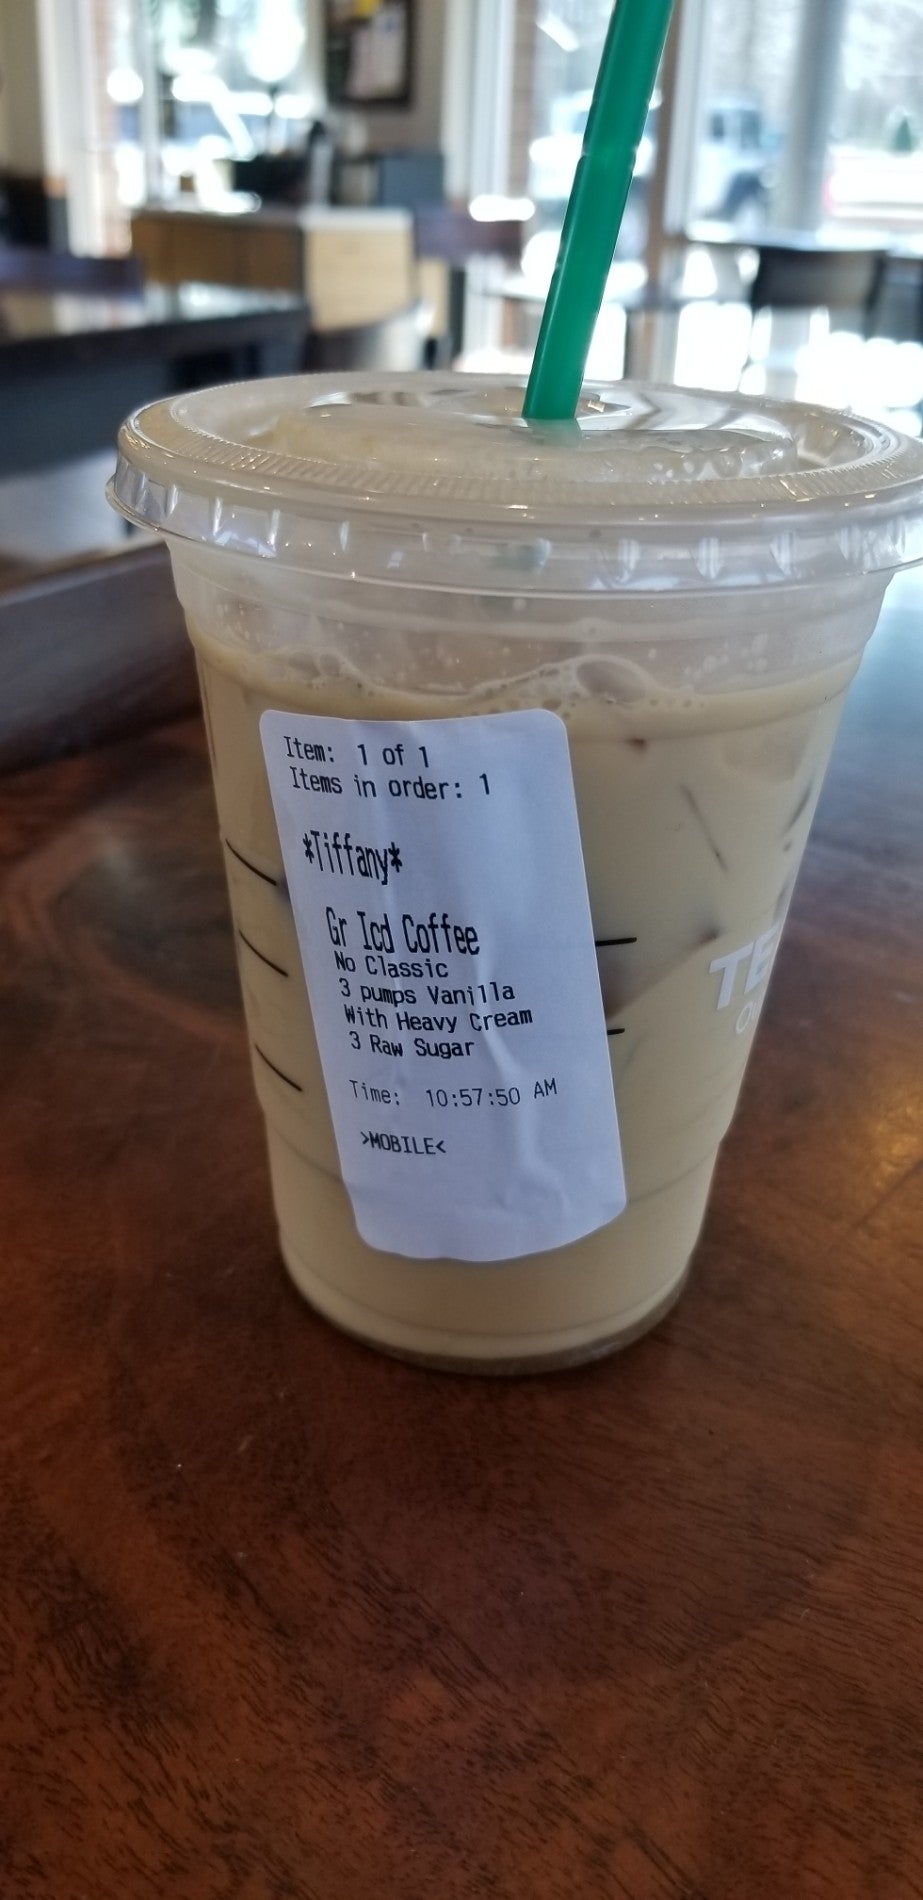 Item: 1 of 1
Items in order: 1
*Tiffany*
Gr Icd Coffee
No Classic
3 pumps Vanilla
With Heavy Cream
3 Raw Sugar
Time: 10:57:50 AM
>MOBILE<
TE